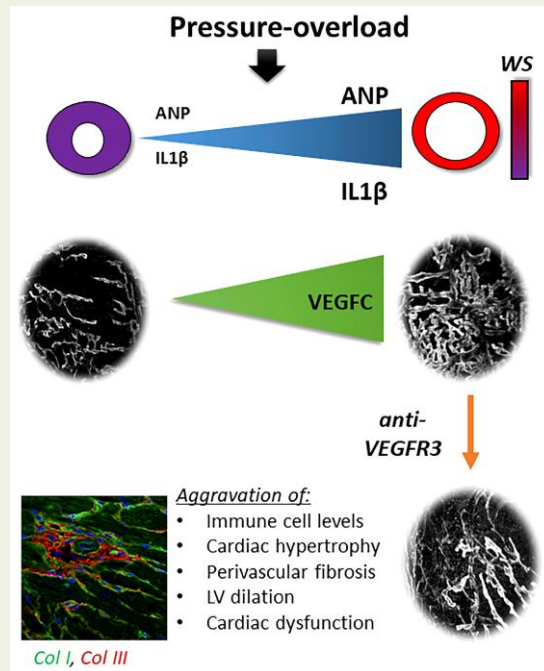 Pressure-overload
WS
ANP
ANP
IL1β
IL1β
VEGFC
anti-
VEGFR3
Aggravation of:
• Immune cell levels
• Cardiac hypertrophy
• Perivascular fibrosis
• LV dilation
• Cardiac dysfunction
Col I, Col III